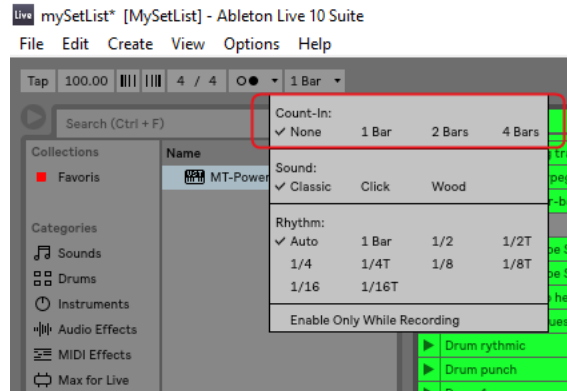 Live mySetList* [MySetList] - Ableton Live 10 Suite
File Edit Create View Options Help
Tap 100.00 4 / 4 1 Bar
Search (Ctrl + F)
Count-In:
None 1 Bar 2 Bars 4 Bars
Collections Name
Favoris MT-Power
Sound:
Classic Click Wood
Rhythm:
Auto 1 Bar 1/2 1/2T
1/4 1/4T 1/8 1/8T
1/16 1/16T
Enable Only While Recording
Categories
Sounds
Drums
Instruments
Audio Effects
MIDI Effects
Max for Live
Drum rythmic
Drum punch